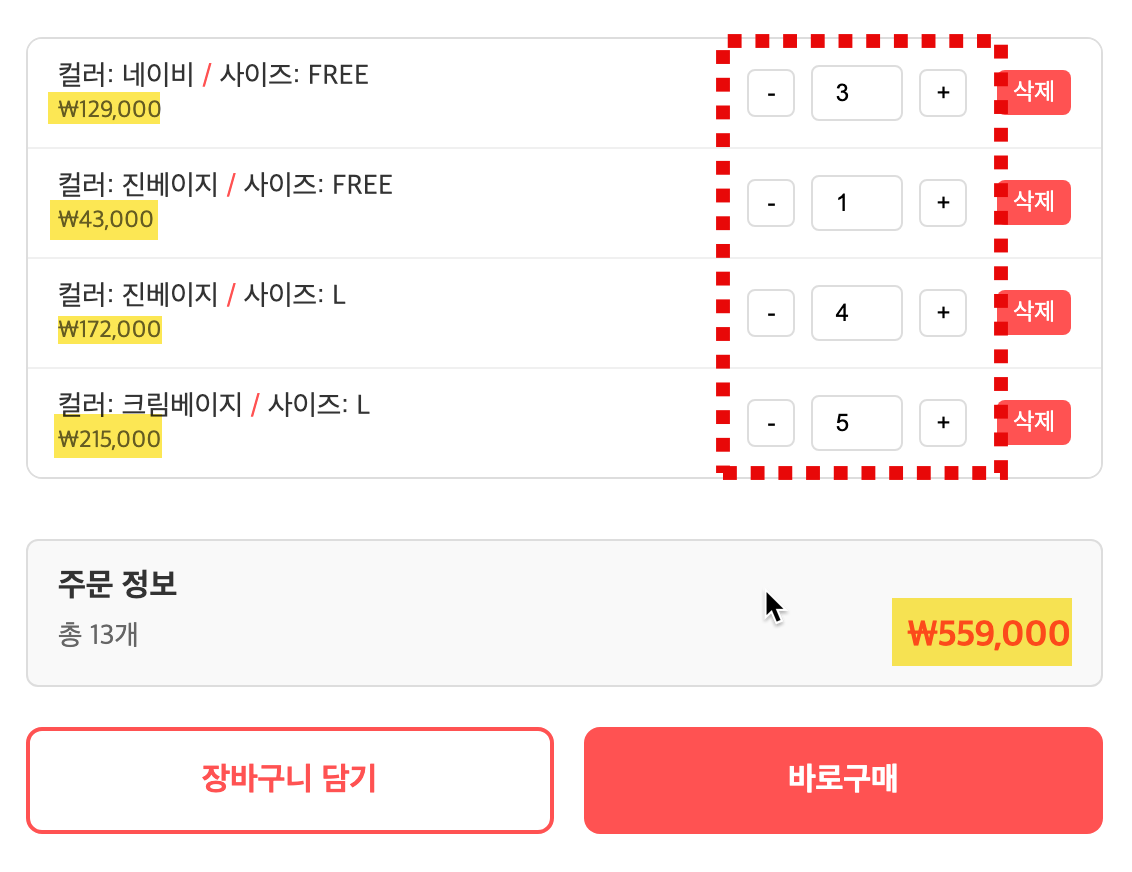 컬러: 네이비 / 사이즈: FREE
₩129,000
- 3 + 삭제
컬러: 진베이지 / 사이즈: FREE
₩43,000
- 1 + 삭제
컬러: 진베이지 / 사이즈: L
₩172,000
- 4 + 삭제
컬러: 크림베이지 / 사이즈: L
₩215,000
- 5 + 삭제
주문 정보
총 13개
₩559,000
장바구니 담기
바로구매